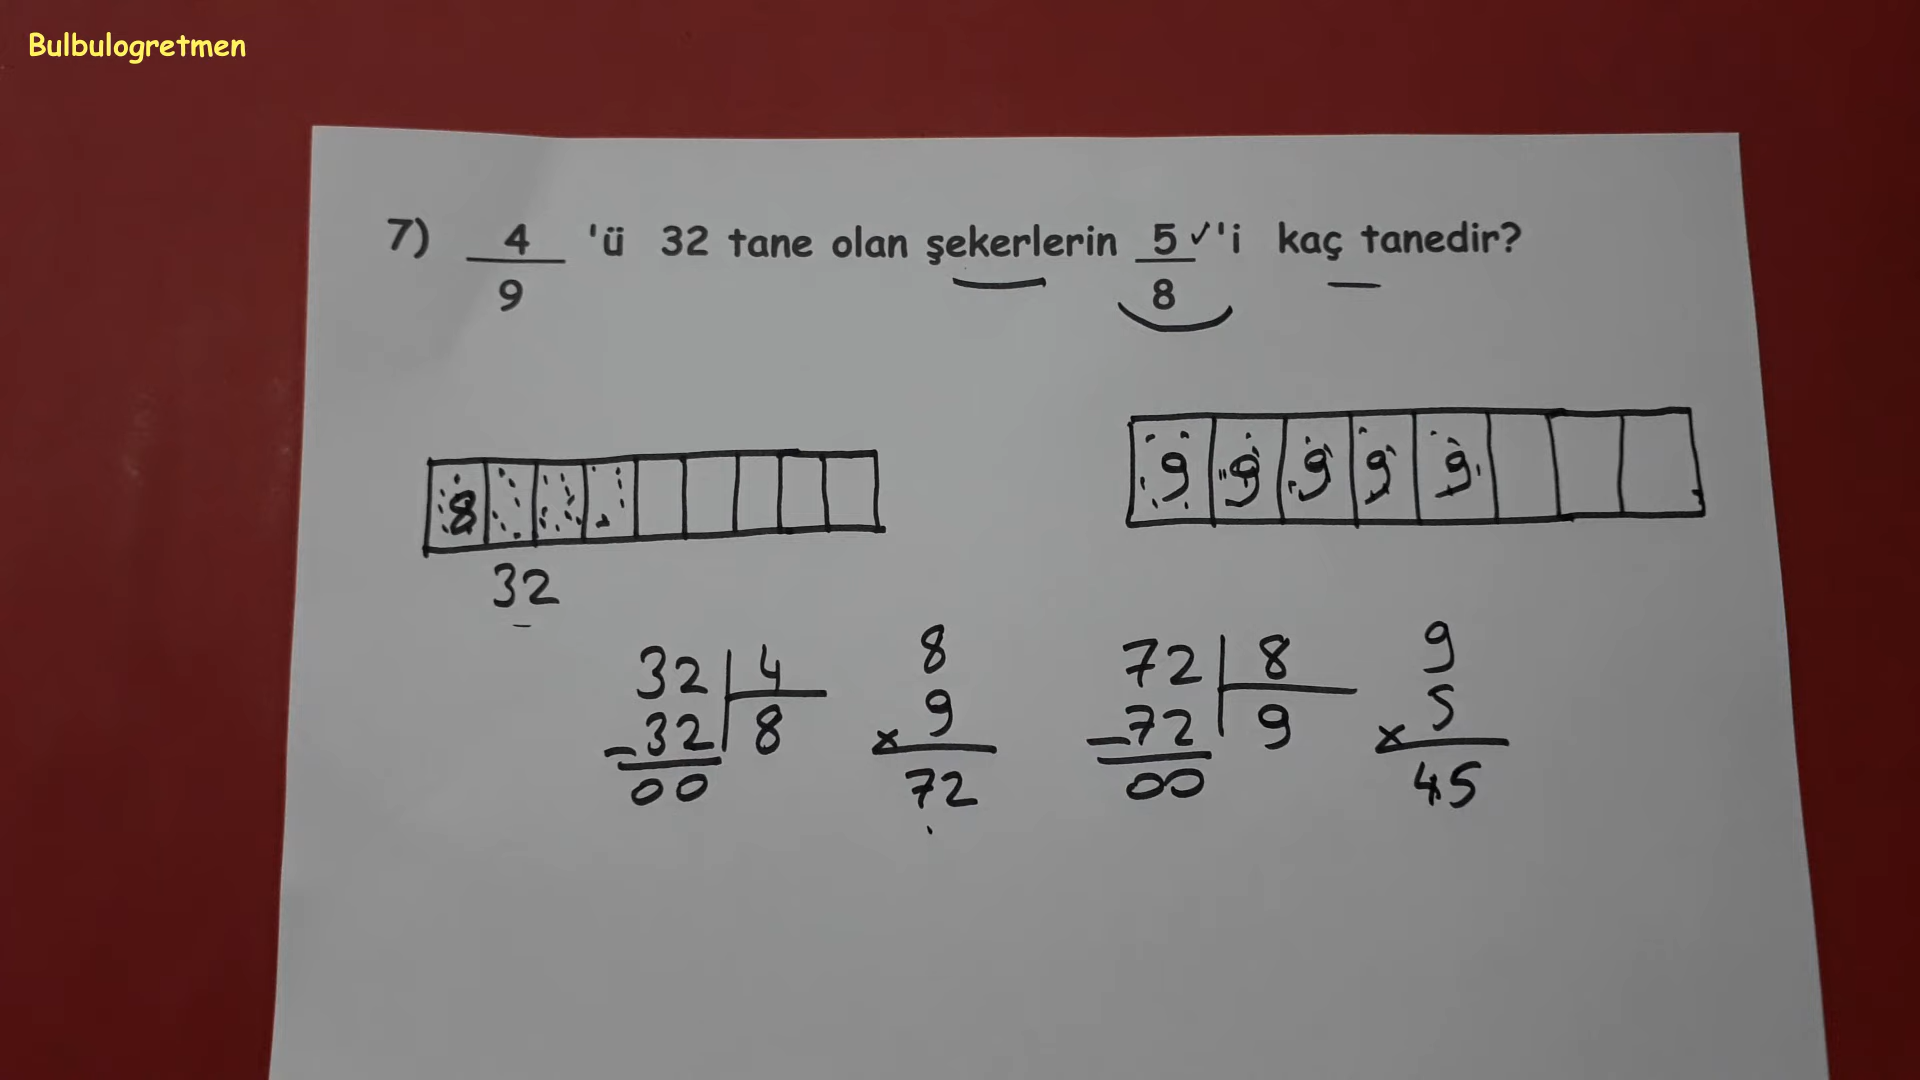 Bulbulogretmen
7) 4/9 'ü 32 tane olan şekerlerin 5/8 ✓'i kaç tanedir?
8
9 9 9 9 9
32
32 | 4
-32 | 8
00
8
x 9
72
72 | 8
-72 | 9
00
9
x 5
45